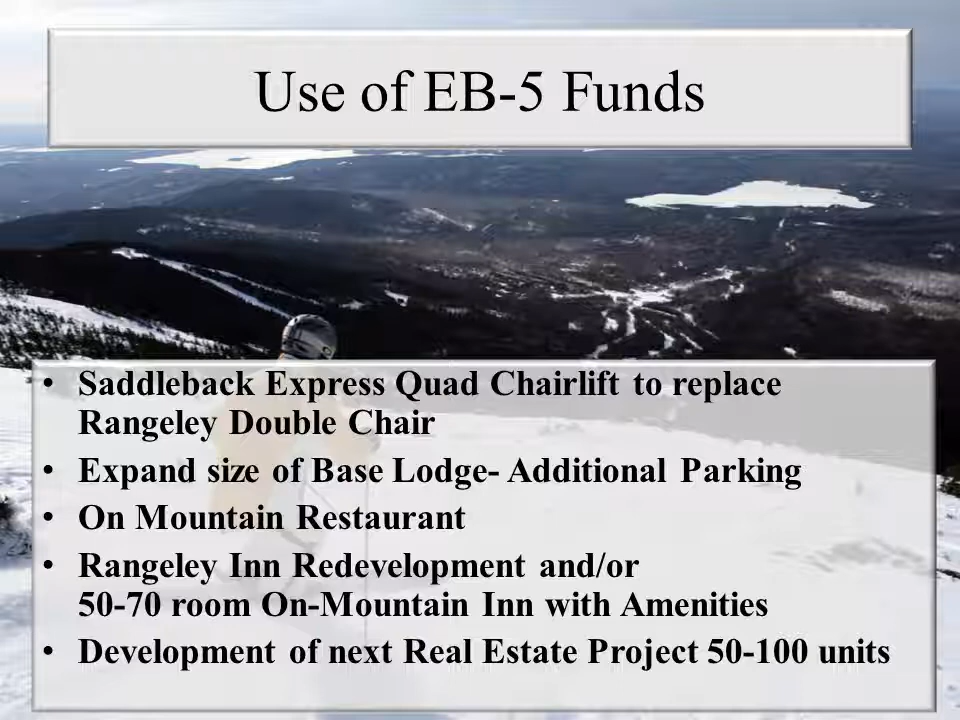 Use of EB-5 Funds
• Saddleback Express Quad Chairlift to replace
Rangeley Double Chair
• Expand size of Base Lodge- Additional Parking
• On Mountain Restaurant
• Rangeley Inn Redevelopment and/or
50-70 room On-Mountain Inn with Amenities
• Development of next Real Estate Project 50-100 units